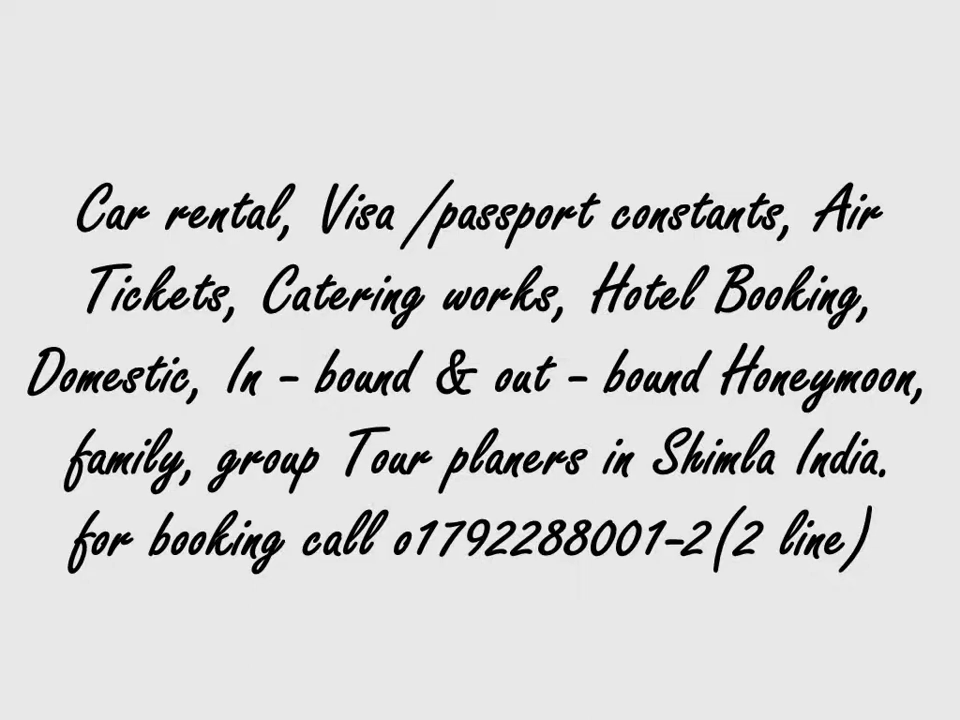 Car rental, Visa /passport constants, Air
Tickets, Catering works, Hotel Booking,
Domestic, In - bound & out - bound Honeymoon,
family, group Tour planers in Shimla India.
for booking call o1792288001-2(2 line)